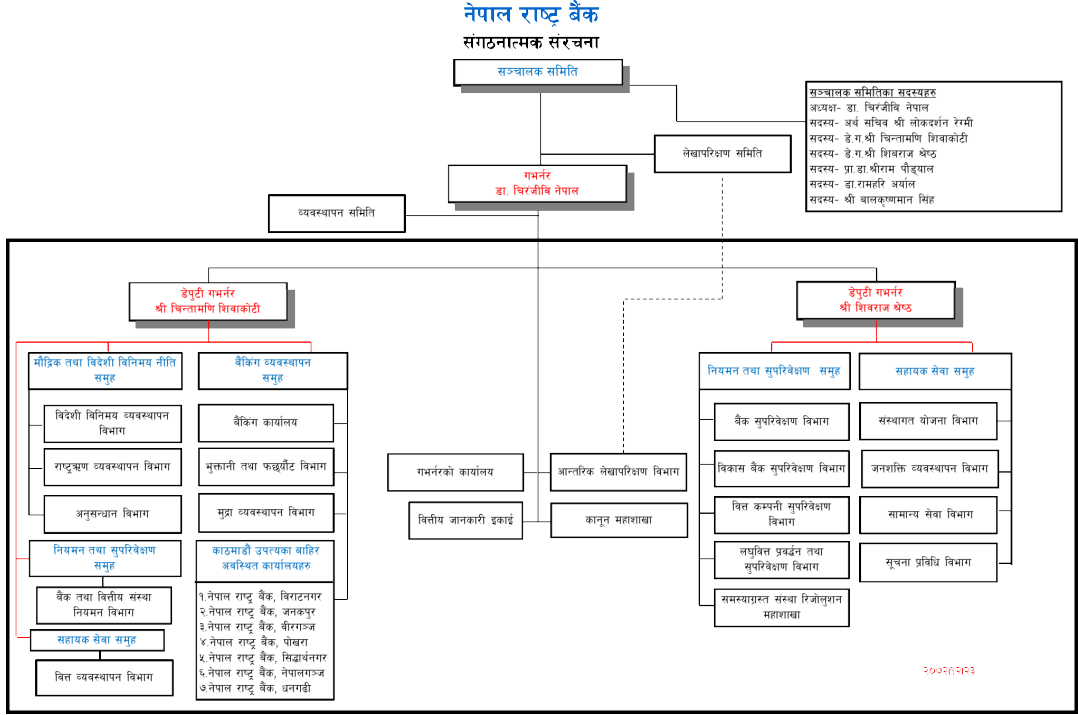 नेपाल राष्ट्र बैंक
संगठनात्मक संरचना
सञ्चालक समिति
सञ्चालक समितिका सदस्यहरु
अध्यक्ष- डा. चिरंजीवि नेपाल
सदस्य- अर्थ सचिव श्री लोकदर्शन रेग्मी
सदस्य- डे.ग.श्री चिन्तामणि शिवाकोटी
सदस्य- डे.ग.श्री शिवराज श्रेष्ठ
सदस्य- प्रा.डा.श्रीराम पौड्याल
सदस्य- डा.रामहरि अर्याल
सदस्य- श्री बालकृष्णमान सिंह
लेखापरिक्षण समिति
गभर्नर
डा. चिरंजीबि नेपाल
व्यवस्थापन समिति
डेपुटी गभर्नर
श्री चिन्तामणि शिवाकोटी
डेपुटी गभर्नर
श्री शिवराज श्रेष्ठ
मौद्रिक तथा विदेशी विनिमय नीति
समुह
विदेशी विनिमय व्यवस्थापन
विभाग
राष्ट्रऋण व्यवस्थापन विभाग
अनुसन्धान विभाग
नियमन तथा सुपरिवेक्षण
समुह
बैंक तथा वित्तीय संस्था
नियमन विभाग
सहायक सेवा समुह
वित्त व्यवस्थापन विभाग
बैंकिंग व्यवस्थापन
समुह
बैंकिंग कार्यालय
भुक्तानी तथा फछर्यौट विभाग
मुद्रा व्यवस्थापन विभाग
काठमाडौं उपत्यका बाहिर
अवस्थित कार्यालयहरु
१.नेपाल राष्ट्र बैंक, विराटनगर
२.नेपाल राष्ट्र बैंक, जनकपुर
३.नेपाल राष्ट्र बैंक, वीरगञ्ज
४.नेपाल राष्ट्र बैंक, पोखरा
५.नेपाल राष्ट्र बैंक, सिद्धार्थनगर
६.नेपाल राष्ट्र बैंक, नेपालगञ्ज
७.नेपाल राष्ट्र बैंक, धनगढी
गभर्नरको कार्यालय
आन्तरिक लेखापरिक्षण विभाग
वित्तीय जानकारी इकाई
कानून महाशाखा
नियमन तथा सुपरिवेक्षण समुह
बैंक सुपरिवेक्षण विभाग
विकास बैंक सुपरिवेक्षण विभाग
वित्त कम्पनी सुपरिवेक्षण
विभाग
लघुवित्त प्रवर्द्धन तथा
सुपरिवेक्षण विभाग
समस्याग्रस्त संस्था रिजोलुशन
महाशाखा
सहायक सेवा समुह
संस्थागत योजना विभाग
जनशक्ति व्यवस्थापन विभाग
सामान्य सेवा विभाग
सूचना प्रविधि विभाग